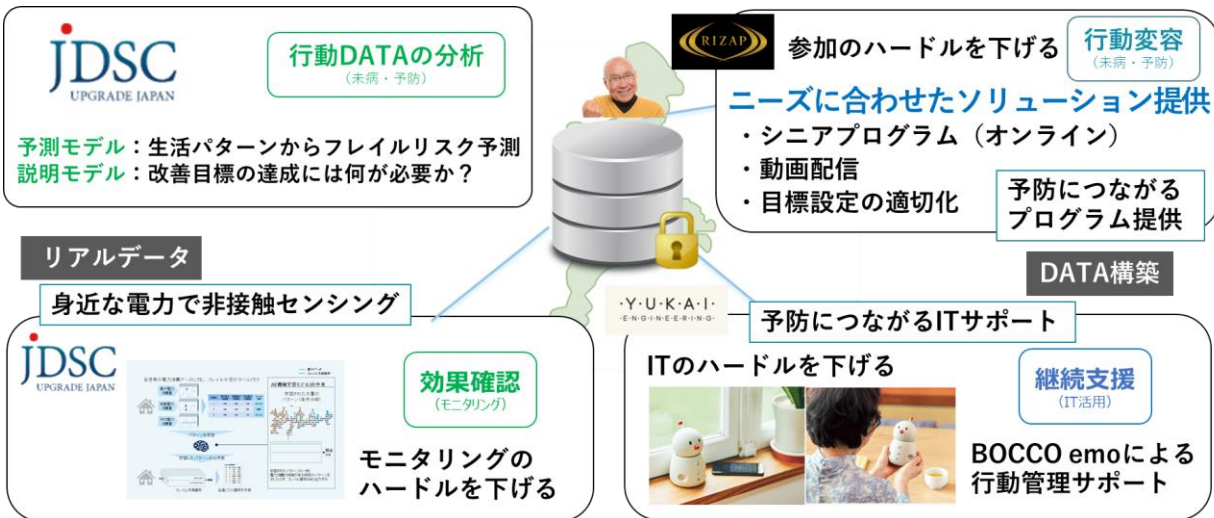 JDSC
UPGRADE JAPAN
行動DATAの分析
(未病・予防)
予測モデル：生活パターンからフレイルリスク予測
説明モデル：改善目標の達成には何が必要か？
RIZAP
参加のハードルを下げる
行動変容
(未病・予防)
ニーズに合わせたソリューション提供
・シニアプログラム（オンライン）
・動画配信
・目標設定の適切化
予防につながる
プログラム提供
リアルデータ
DATA構築
身近な電力で非接触センシング
JDSC
UPGRADE JAPAN
効果確認
(モニタリング)
モニタリングの
ハードルを下げる
・Y・U・K・A・I・
・E・N・G・I・N・E・E・R・I・N・G・
予防につながるITサポート
ITのハードルを下げる
継続支援
(IT活用)
BOCCO emoによる
行動管理サポート